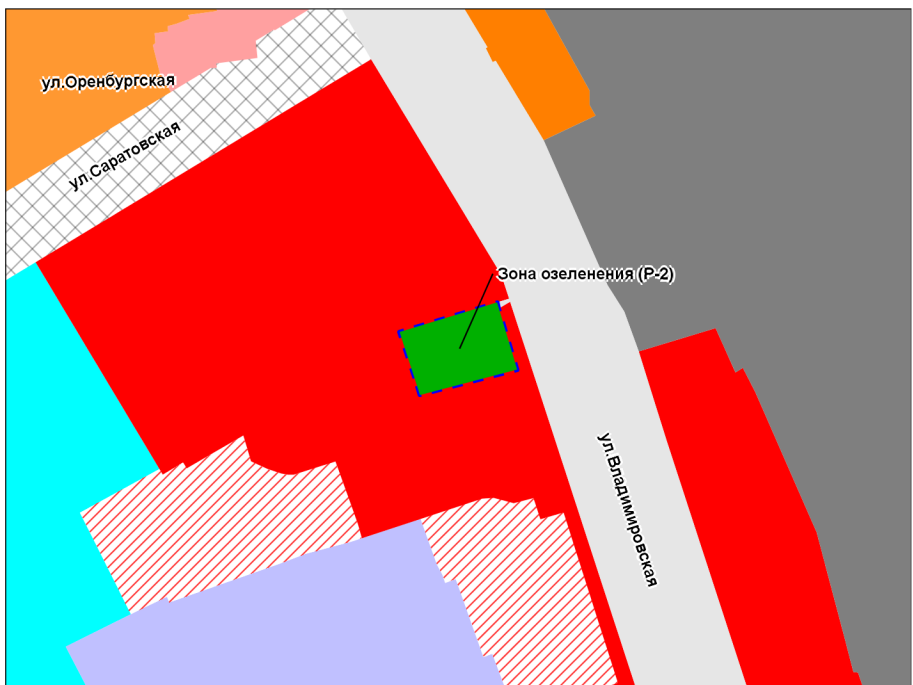 ул.Оренбургская
ул.Саратовская
Зона озеленения (Р-2)
ул.Владимировская